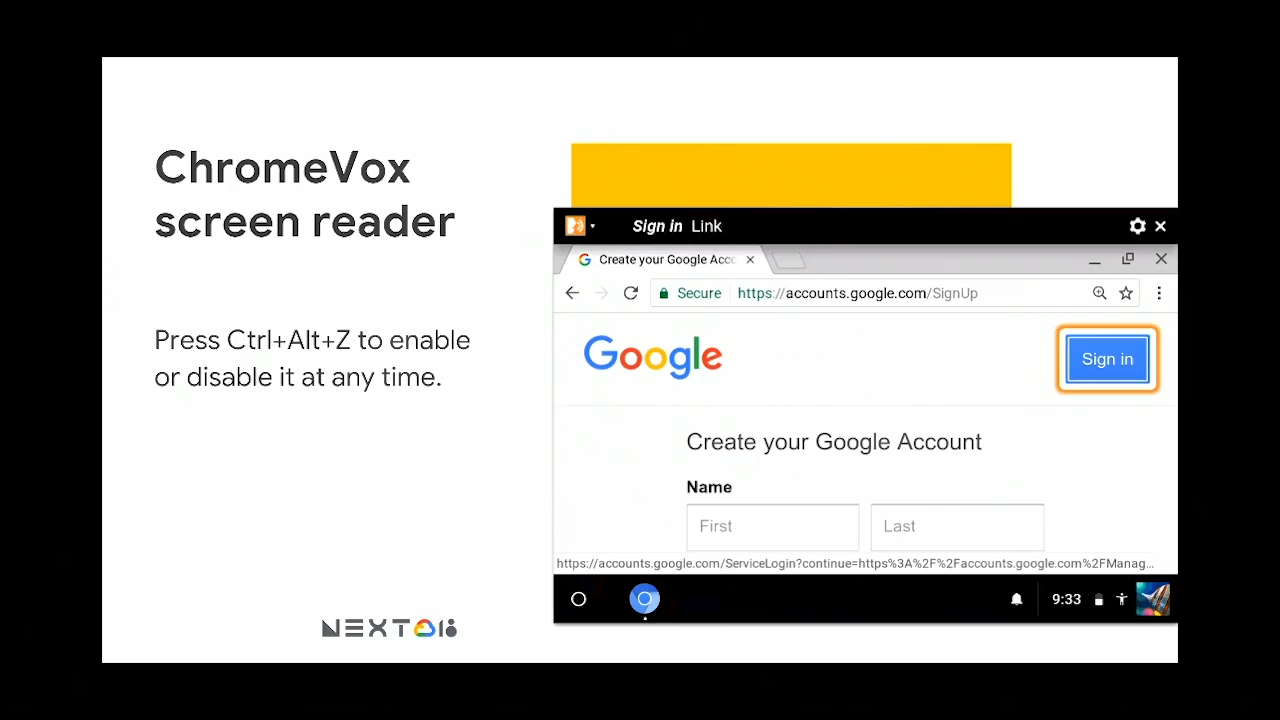 ChromeVox
screen reader
Press Ctrl+Alt+Z to enable
or disable it at any time.
NEXT18
Sign in Link
Create your Google Acc
Secure https://accounts.google.com/SignUp
Google
Sign in
Create your Google Account
Name
First Last
https://accounts.google.com/ServiceLogin?continue=https%3A%2F%2Faccounts.google.com%2FManag...
9:33